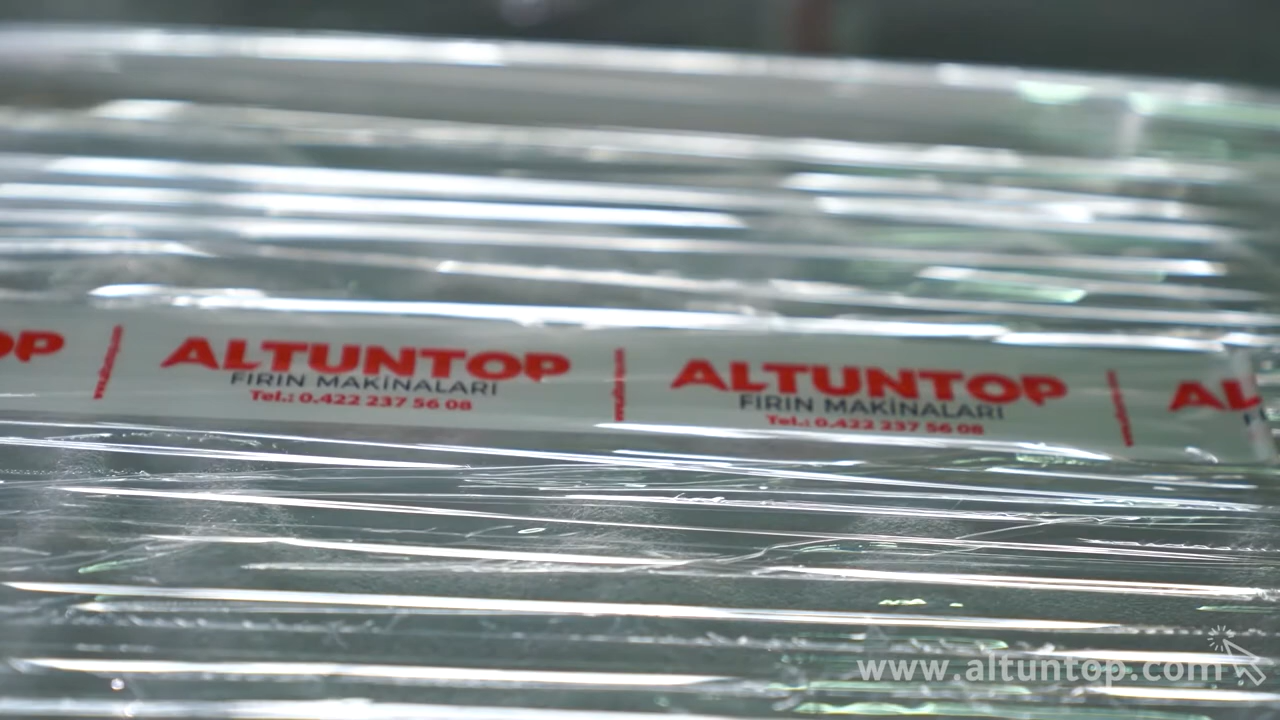 OP
ALTUNTOP
FIRIN MAKİNALARI
Tel.: 0.422 237 56 08
ALTUNTOP
FIRIN MAKİNALARI
Tel.: 0.422 237 56 08
AL
www.altuntop.com